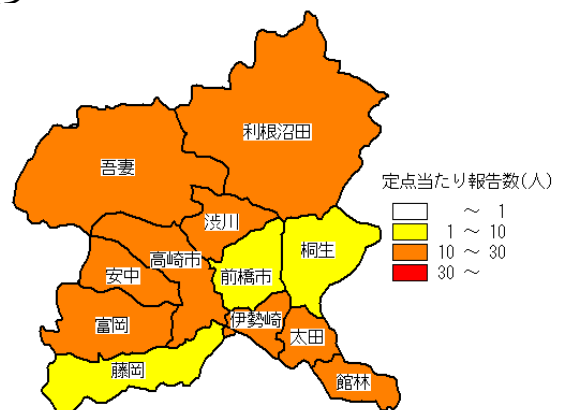 利根沼田
吾妻
渋川
桐生
高崎市
前橋市
安中
伊勢崎
富岡
太田
藤岡
館林
定点当たり報告数(人)
～ 1
1 ～ 10
10 ～ 30
30 ～